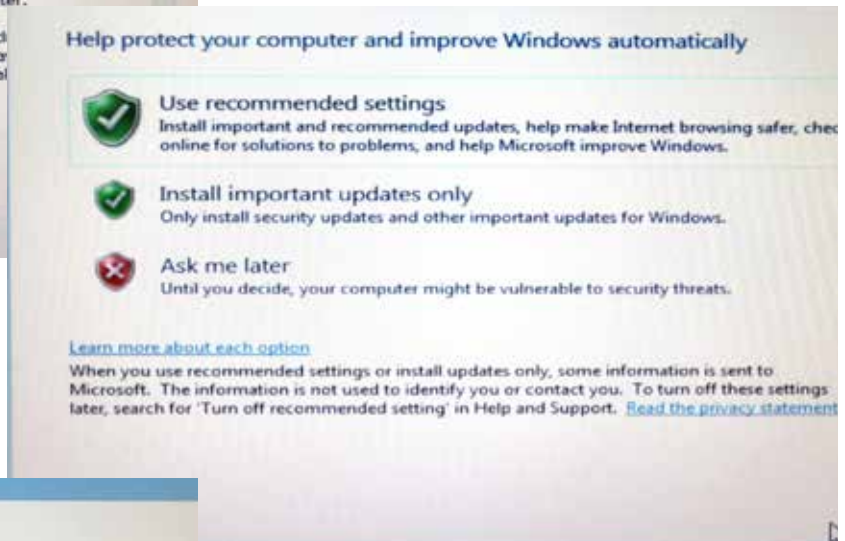 Help protect your computer and improve Windows automatically
Use recommended settings
Install important and recommended updates, help make Internet browsing safer, chec
online for solutions to problems, and help Microsoft improve Windows.
Install important updates only
Only install security updates and other important updates for Windows.
Ask me later
Until you decide, your computer might be vulnerable to security threats.
Learn more about each option
When you use recommended settings or install updates only, some information is sent to
Microsoft. The information is not used to identify you or contact you. To turn off these settings
later, search for 'Turn off recommended setting' in Help and Support. Read the privacy statement